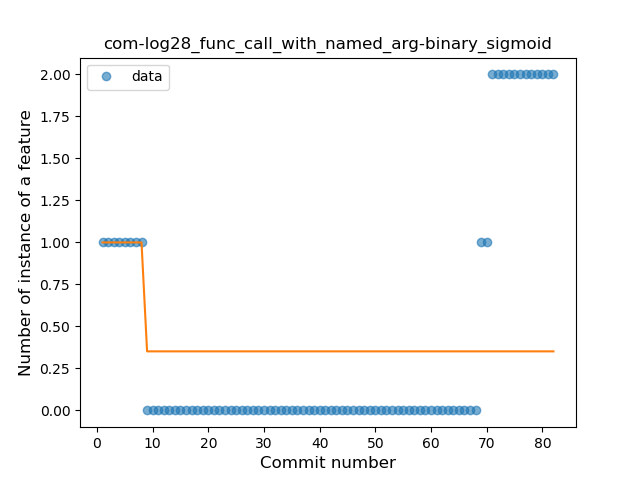 com-log28_func_call_with_named_arg-binary_sigmoid
data
Number of instance of a feature
2.00
1.75
1.50
1.25
1.00
0.75
0.50
0.25
0.00
0 10 20 30 40 50 60 70 80
Commit number